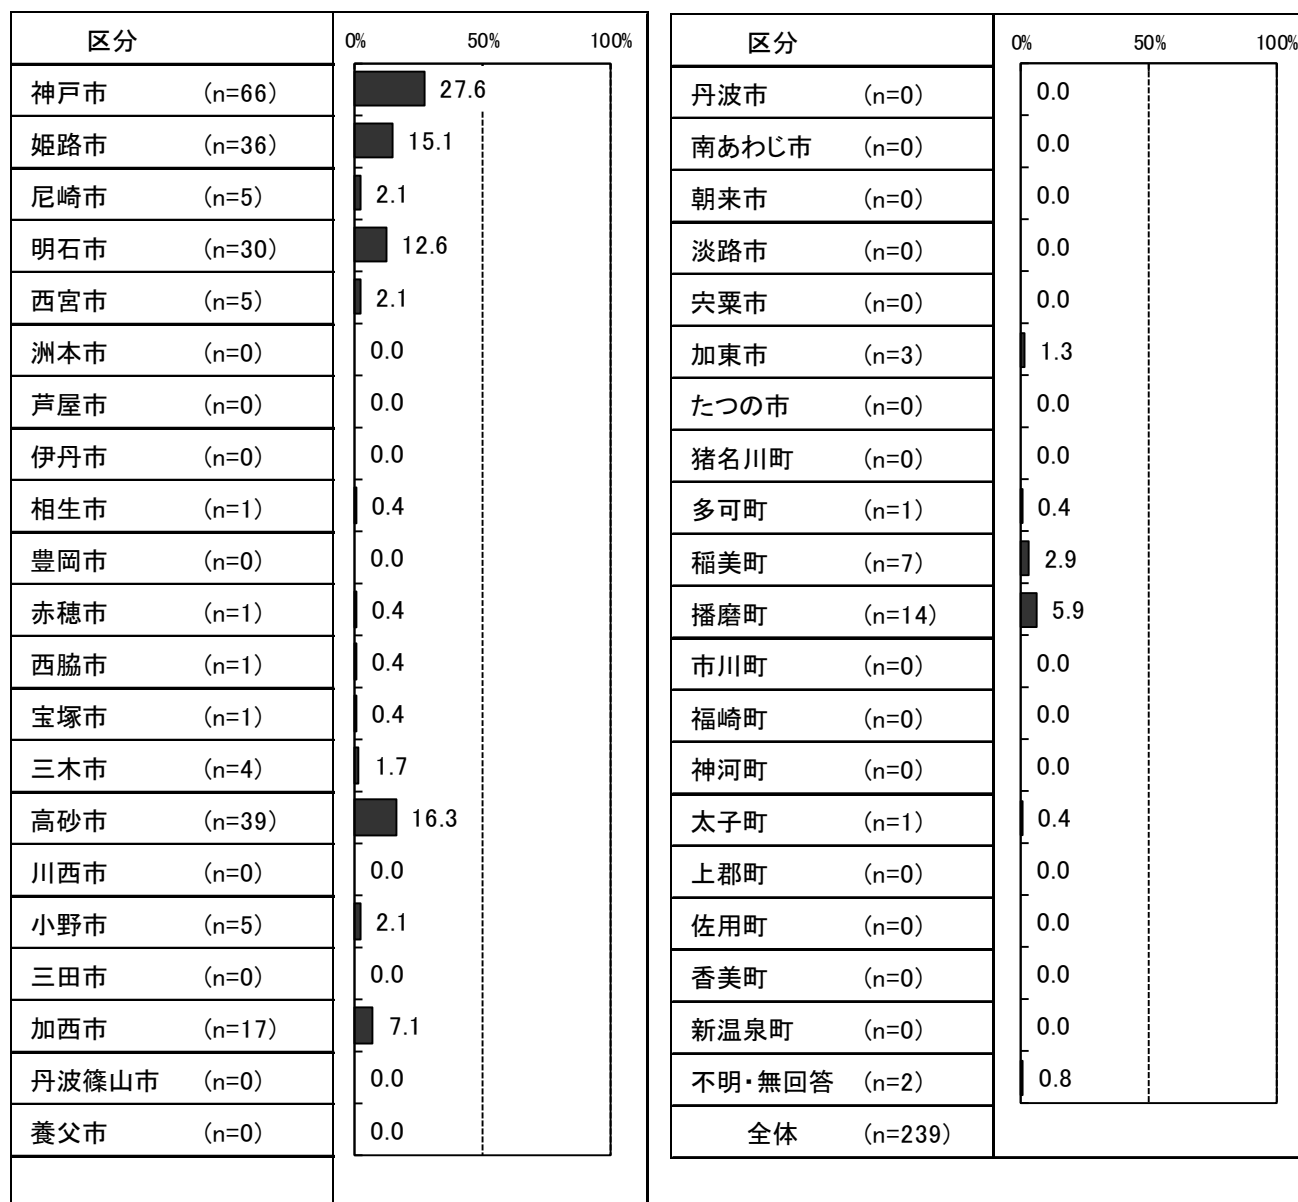 区分 0% 50% 100%
神戸市 (n=66) 27.6
姫路市 (n=36) 15.1
尼崎市 (n=5) 2.1
明石市 (n=30) 12.6
西宮市 (n=5) 2.1
洲本市 (n=0) 0.0
芦屋市 (n=0) 0.0
伊丹市 (n=0) 0.0
相生市 (n=1) 0.4
豊岡市 (n=0) 0.0
赤穂市 (n=1) 0.4
西脇市 (n=1) 0.4
宝塚市 (n=1) 0.4
三木市 (n=4) 1.7
高砂市 (n=39) 16.3
川西市 (n=0) 0.0
小野市 (n=5) 2.1
三田市 (n=0) 0.0
加西市 (n=17) 7.1
丹波篠山市 (n=0) 0.0
養父市 (n=0) 0.0
区分 0% 50% 100%
丹波市 (n=0) 0.0
南あわじ市 (n=0) 0.0
朝来市 (n=0) 0.0
淡路市 (n=0) 0.0
宍粟市 (n=0) 0.0
加東市 (n=3) 1.3
たつの市 (n=0) 0.0
猪名川町 (n=0) 0.0
多可町 (n=1) 0.4
稲美町 (n=7) 2.9
播磨町 (n=14) 5.9
市川町 (n=0) 0.0
福崎町 (n=0) 0.0
神河町 (n=0) 0.0
太子町 (n=1) 0.4
上郡町 (n=0) 0.0
佐用町 (n=0) 0.0
香美町 (n=0) 0.0
新温泉町 (n=0) 0.0
不明・無回答 (n=2) 0.8
全体 (n=239)